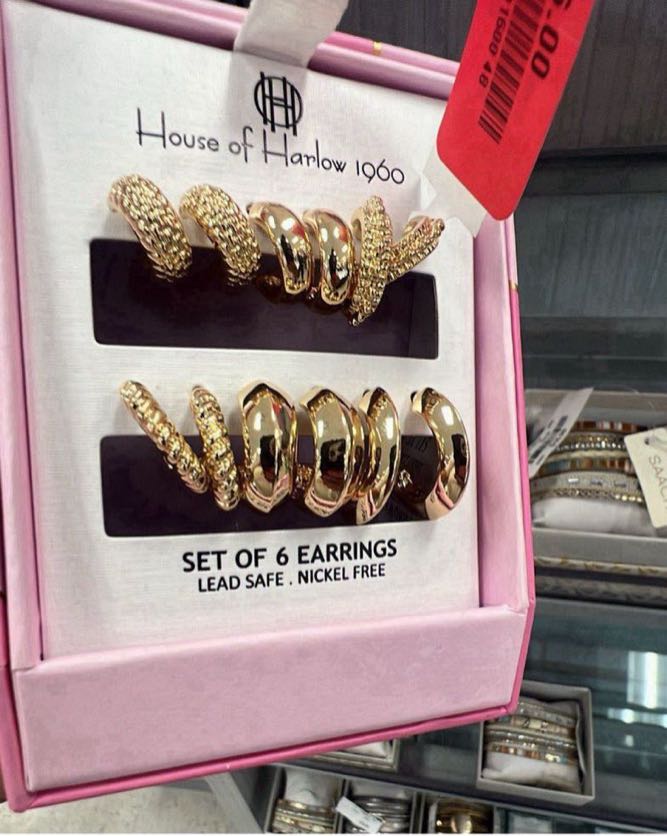 House of Harlow 1960
SET OF 6 EARRINGS
LEAD SAFE . NICKEL FREE